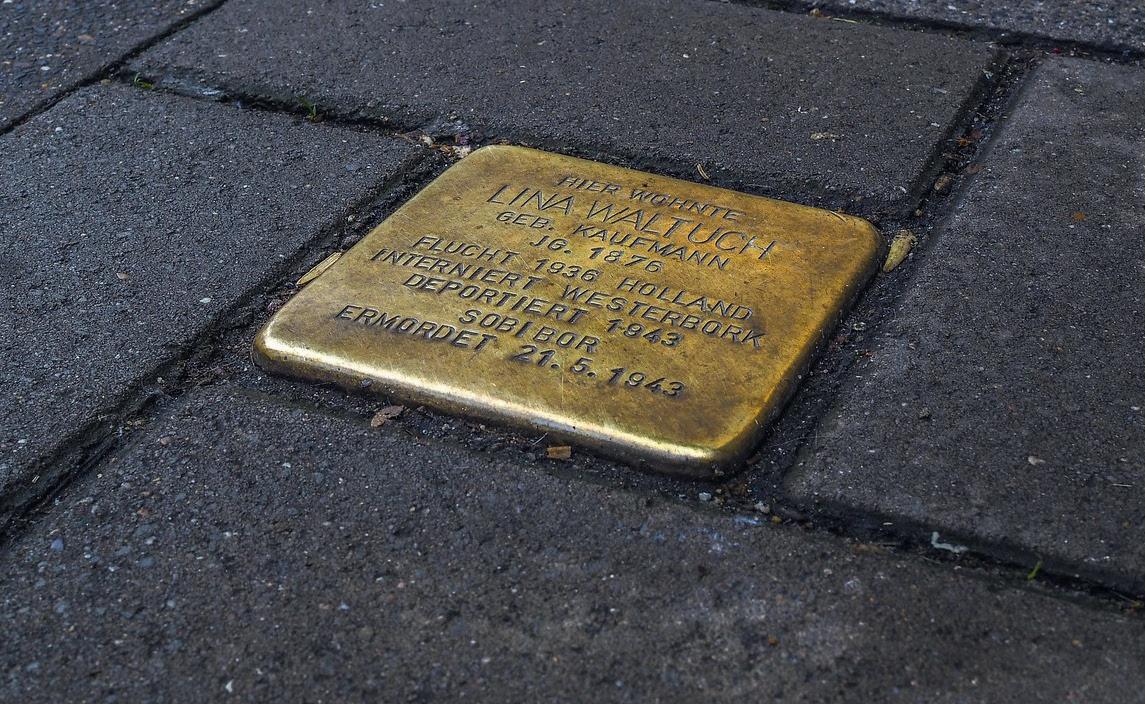 HIER WOHNTE
LINA WALTUCH
GEB. KAUFMANN
JG. 1876
FLUCHT 1936 HOLLAND
INTERNIERT WESTERBORK
DEPORTIERT 1943
SOBIBOR
ERMORDET 21.5.1943